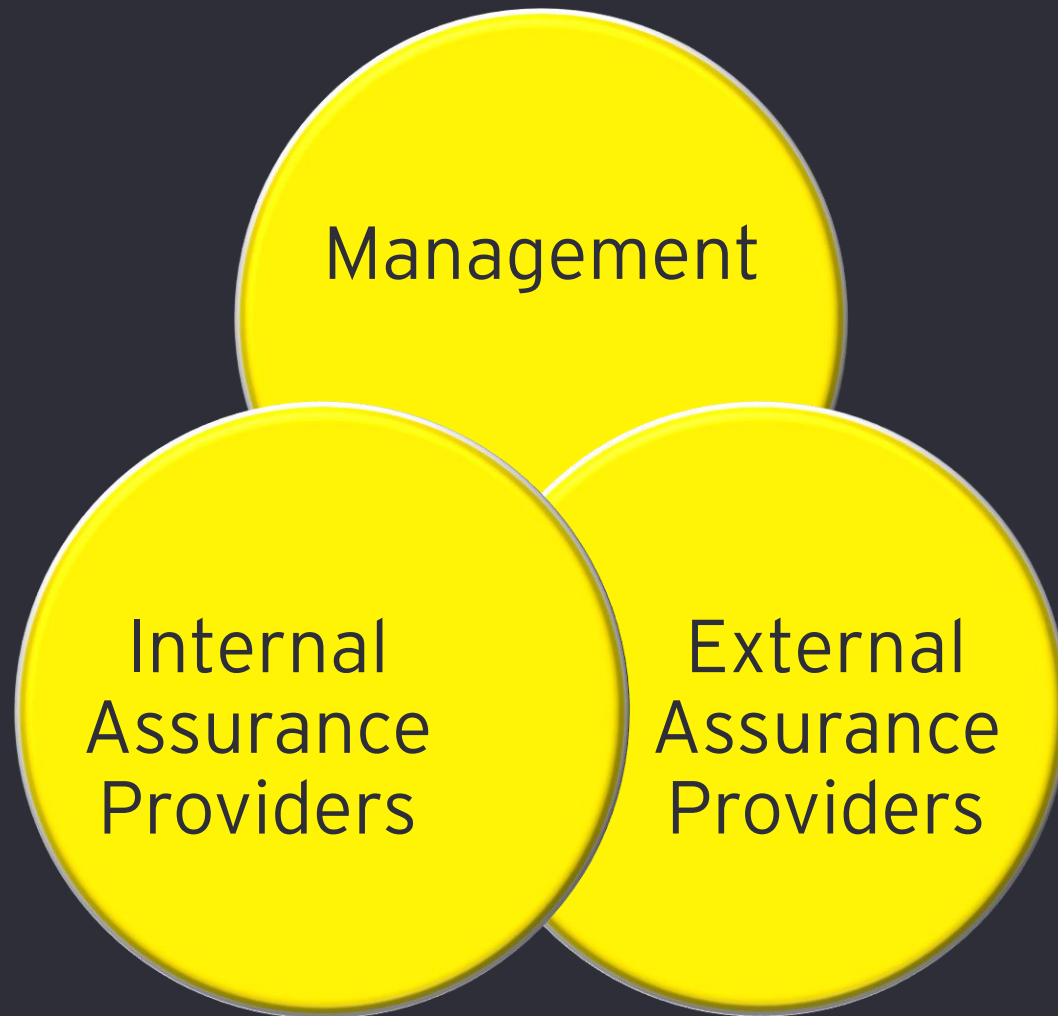 Management
Internal
Assurance
Providers
External
Assurance
Providers